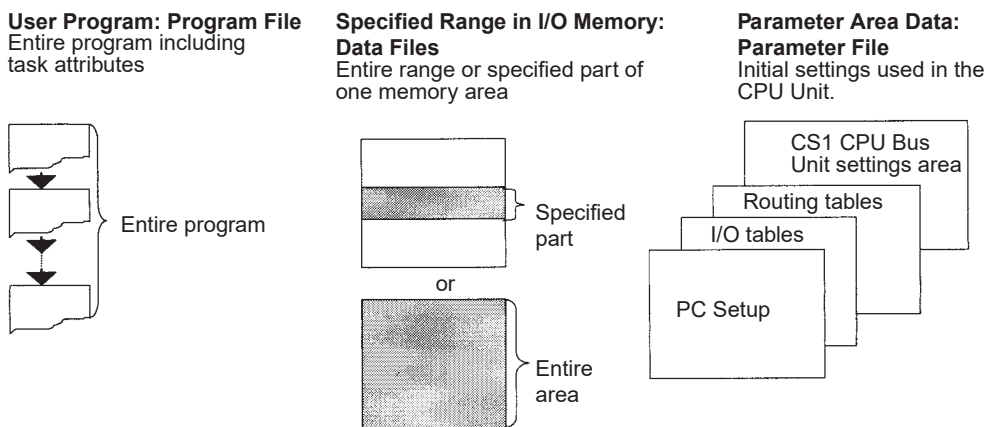 User Program: Program File
Entire program including
task attributes
Entire program
Specified Range in I/O Memory:
Data Files
Entire range or specified part of
one memory area
Specified
part
or
Entire
area
Parameter Area Data:
Parameter File
Initial settings used in the
CPU Unit.
CS1 CPU Bus
Unit settings area
Routing tables
I/O tables
PC Setup